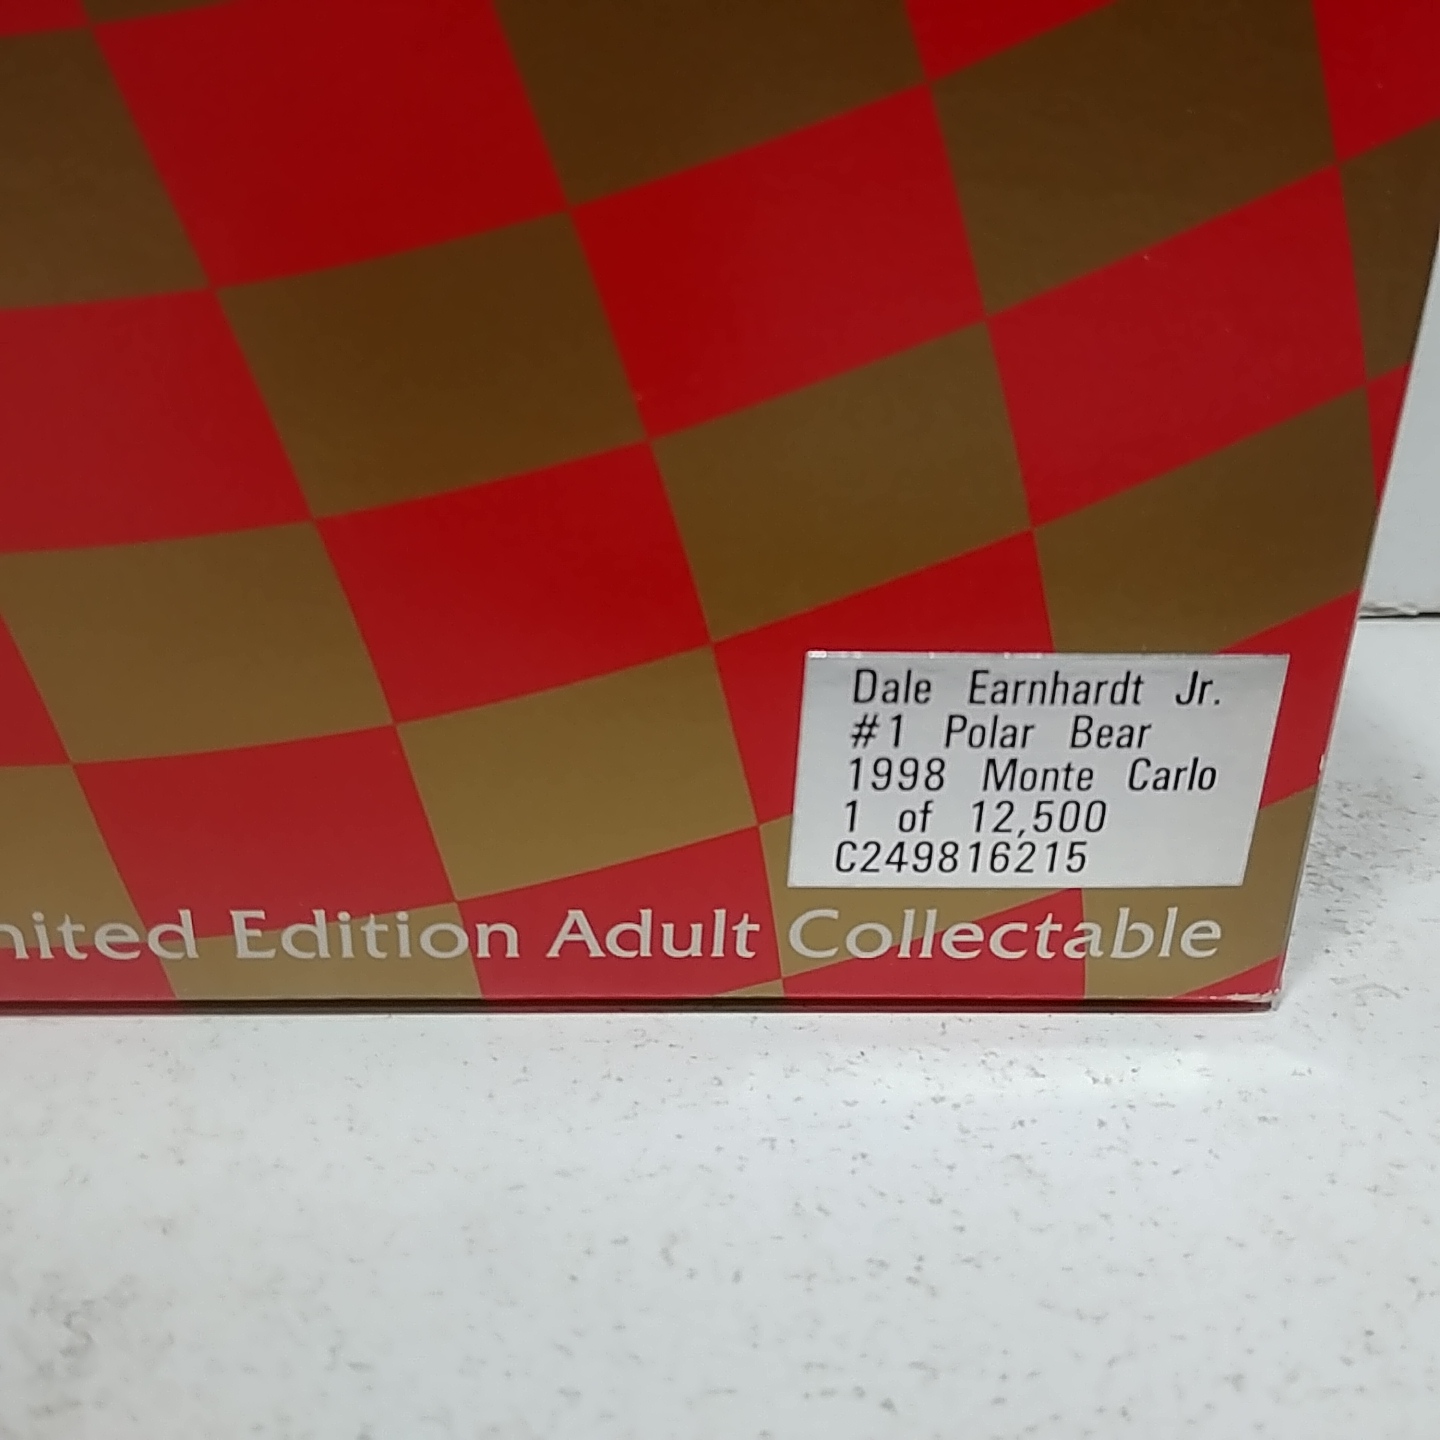 Dale Earnhardt Jr.
#1 Polar Bear
1998 Monte Carlo
1 of 12,500
C249816215
nited Edition Adult Collectable